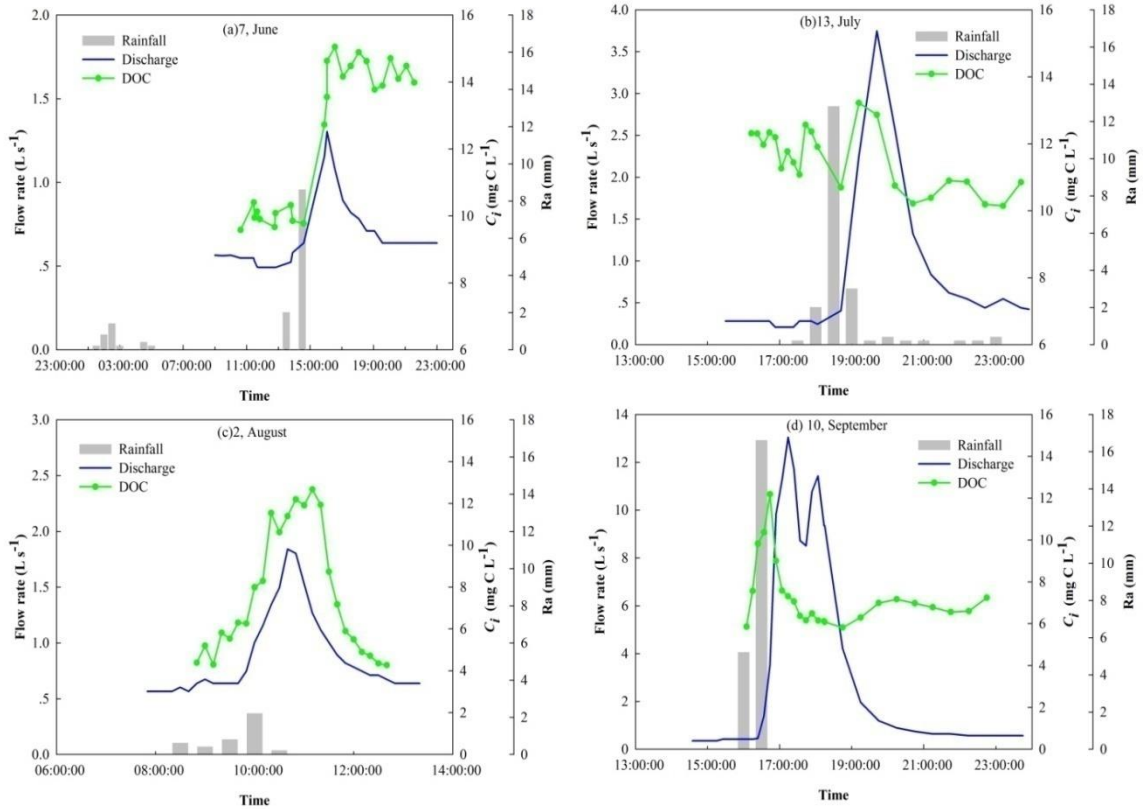 (a)7, June
Rainfall
Discharge
DOC
Flow rate (L s-1)
2.0
1.5
1.0
.5
0.0
16
14
12
10
8
6
Ci (mg C L-1)
18
16
14
12
10
8
6
4
2
0
Ra (mm)
23:00:00 03:00:00 07:00:00 11:00:00 15:00:00 19:00:00 23:00:00
Time
(b)13, July
Rainfall
Discharge
DOC
Flow rate (L s-1)
4.0
3.5
3.0
2.5
2.0
1.5
1.0
.5
0.0
16
14
12
10
8
6
Ci (mg C L-1)
18
16
14
12
10
8
6
4
2
0
Ra (mm)
13:00:00 15:00:00 17:00:00 19:00:00 21:00:00 23:00:00
Time
(c)2, August
Rainfall
Discharge
DOC
Flow rate (L s-1)
3.0
2.5
2.0
1.5
1.0
.5
0.0
16
14
12
10
8
6
4
2
0
Ci (mg C L-1)
18
16
14
12
10
8
6
4
2
0
Ra (mm)
06:00:00 08:00:00 10:00:00 12:00:00 14:00:00
Time
(d) 10, September
Rainfall
Discharge
DOC
Flow rate (L s-1)
14
12
10
8
6
4
2
0
16
14
12
10
8
6
4
2
0
Ci (mg C L-1)
18
16
14
12
10
8
6
4
2
0
Ra (mm)
13:00:00 15:00:00 17:00:00 19:00:00 21:00:00 23:00:00
Time